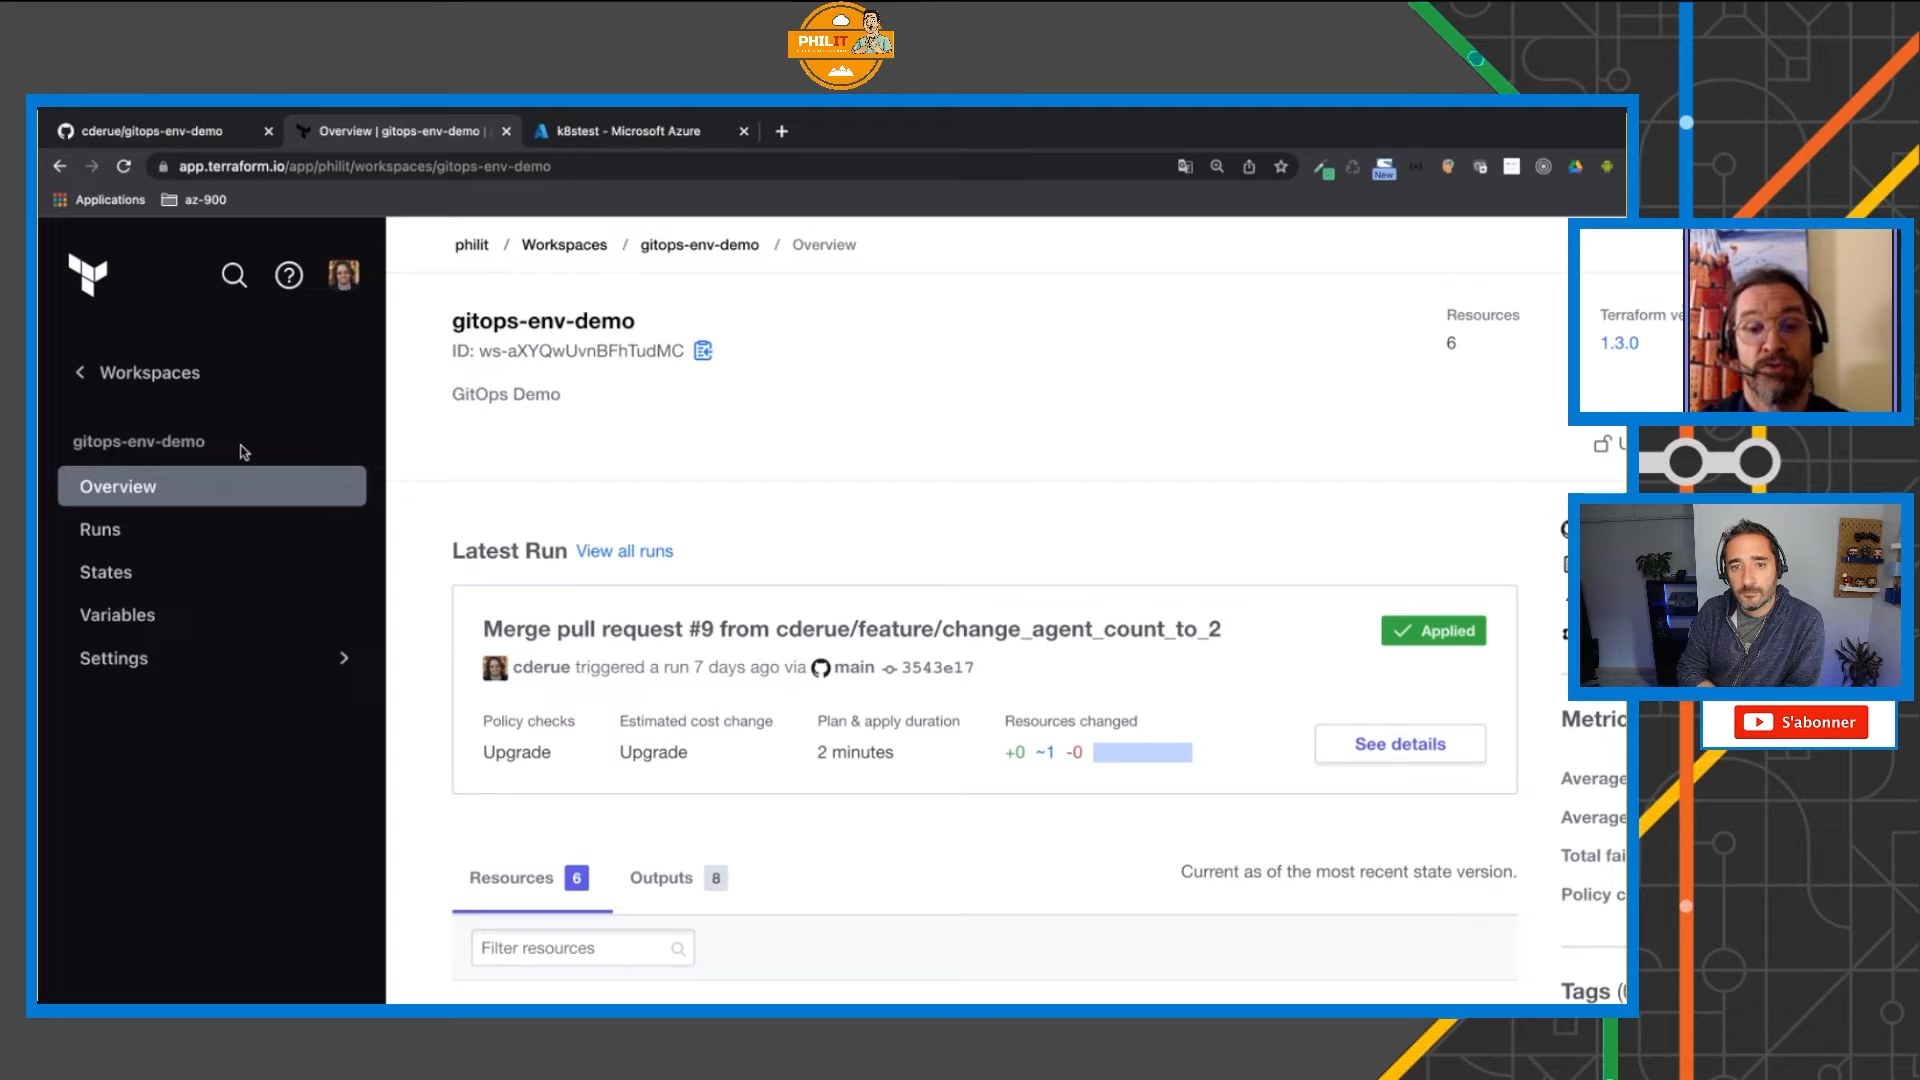 PHILIT
cderue/gitops-env-demo
Overview | gitops-env-demo |
k8stest - Microsoft Azure
app.terraform.io/app/philit/workspaces/gitops-env-demo
New
Applications
az-900
philit / Workspaces / gitops-env-demo / Overview
gitops-env-demo
ID: ws-aXYQwUvnBFhTudMC
GitOps Demo
Resources
6
Terraform ve
1.3.0
Workspaces
gitops-env-demo
Overview
Runs
States
Variables
Settings
Latest Run View all runs
Merge pull request #9 from cderue/feature/change_agent_count_to_2
Applied
cderue triggered a run 7 days ago via main 3543e17
Policy checks
Upgrade
Estimated cost change
Upgrade
Plan & apply duration
2 minutes
Resources changed
+0 ~1 -0
See details
Resources 6
Outputs 8
Current as of the most recent state version.
Filter resources
S'abonner
Metric
Average
Average
Total fai
Policy c
Tags (